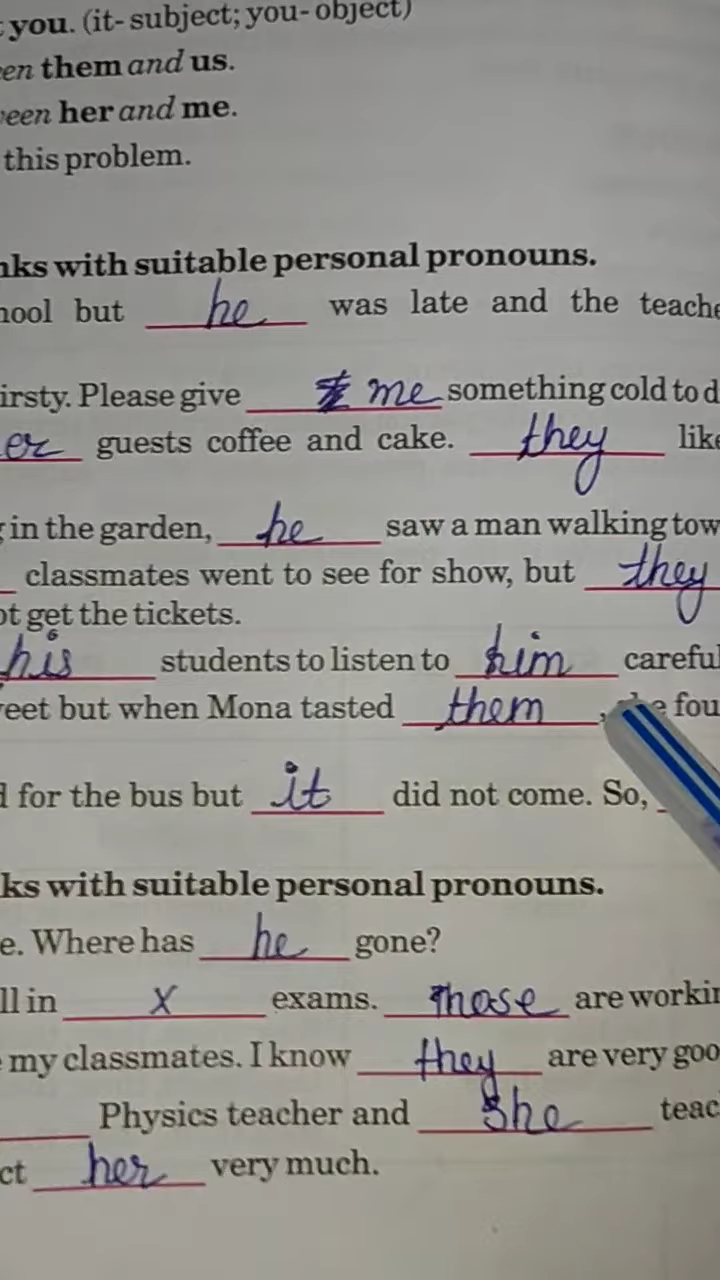 you. (it- subject; you- object)
en them and us.
een her and me.
this problem.
nks with suitable personal pronouns.
hool but he was late and the teache
irsty. Please give me something cold to d
er guests coffee and cake. they like
in the garden, he saw a man walking tow
classmates went to see for show, but they
ot get the tickets.
his students to listen to him careful
eet but when Mona tasted them, he fou
d for the bus but it did not come. So,
ks with suitable personal pronouns.
e. Where has he gone?
ll in x exams. Those are workin
my classmates. I know they are very goo
Physics teacher and She teac
ct her very much.